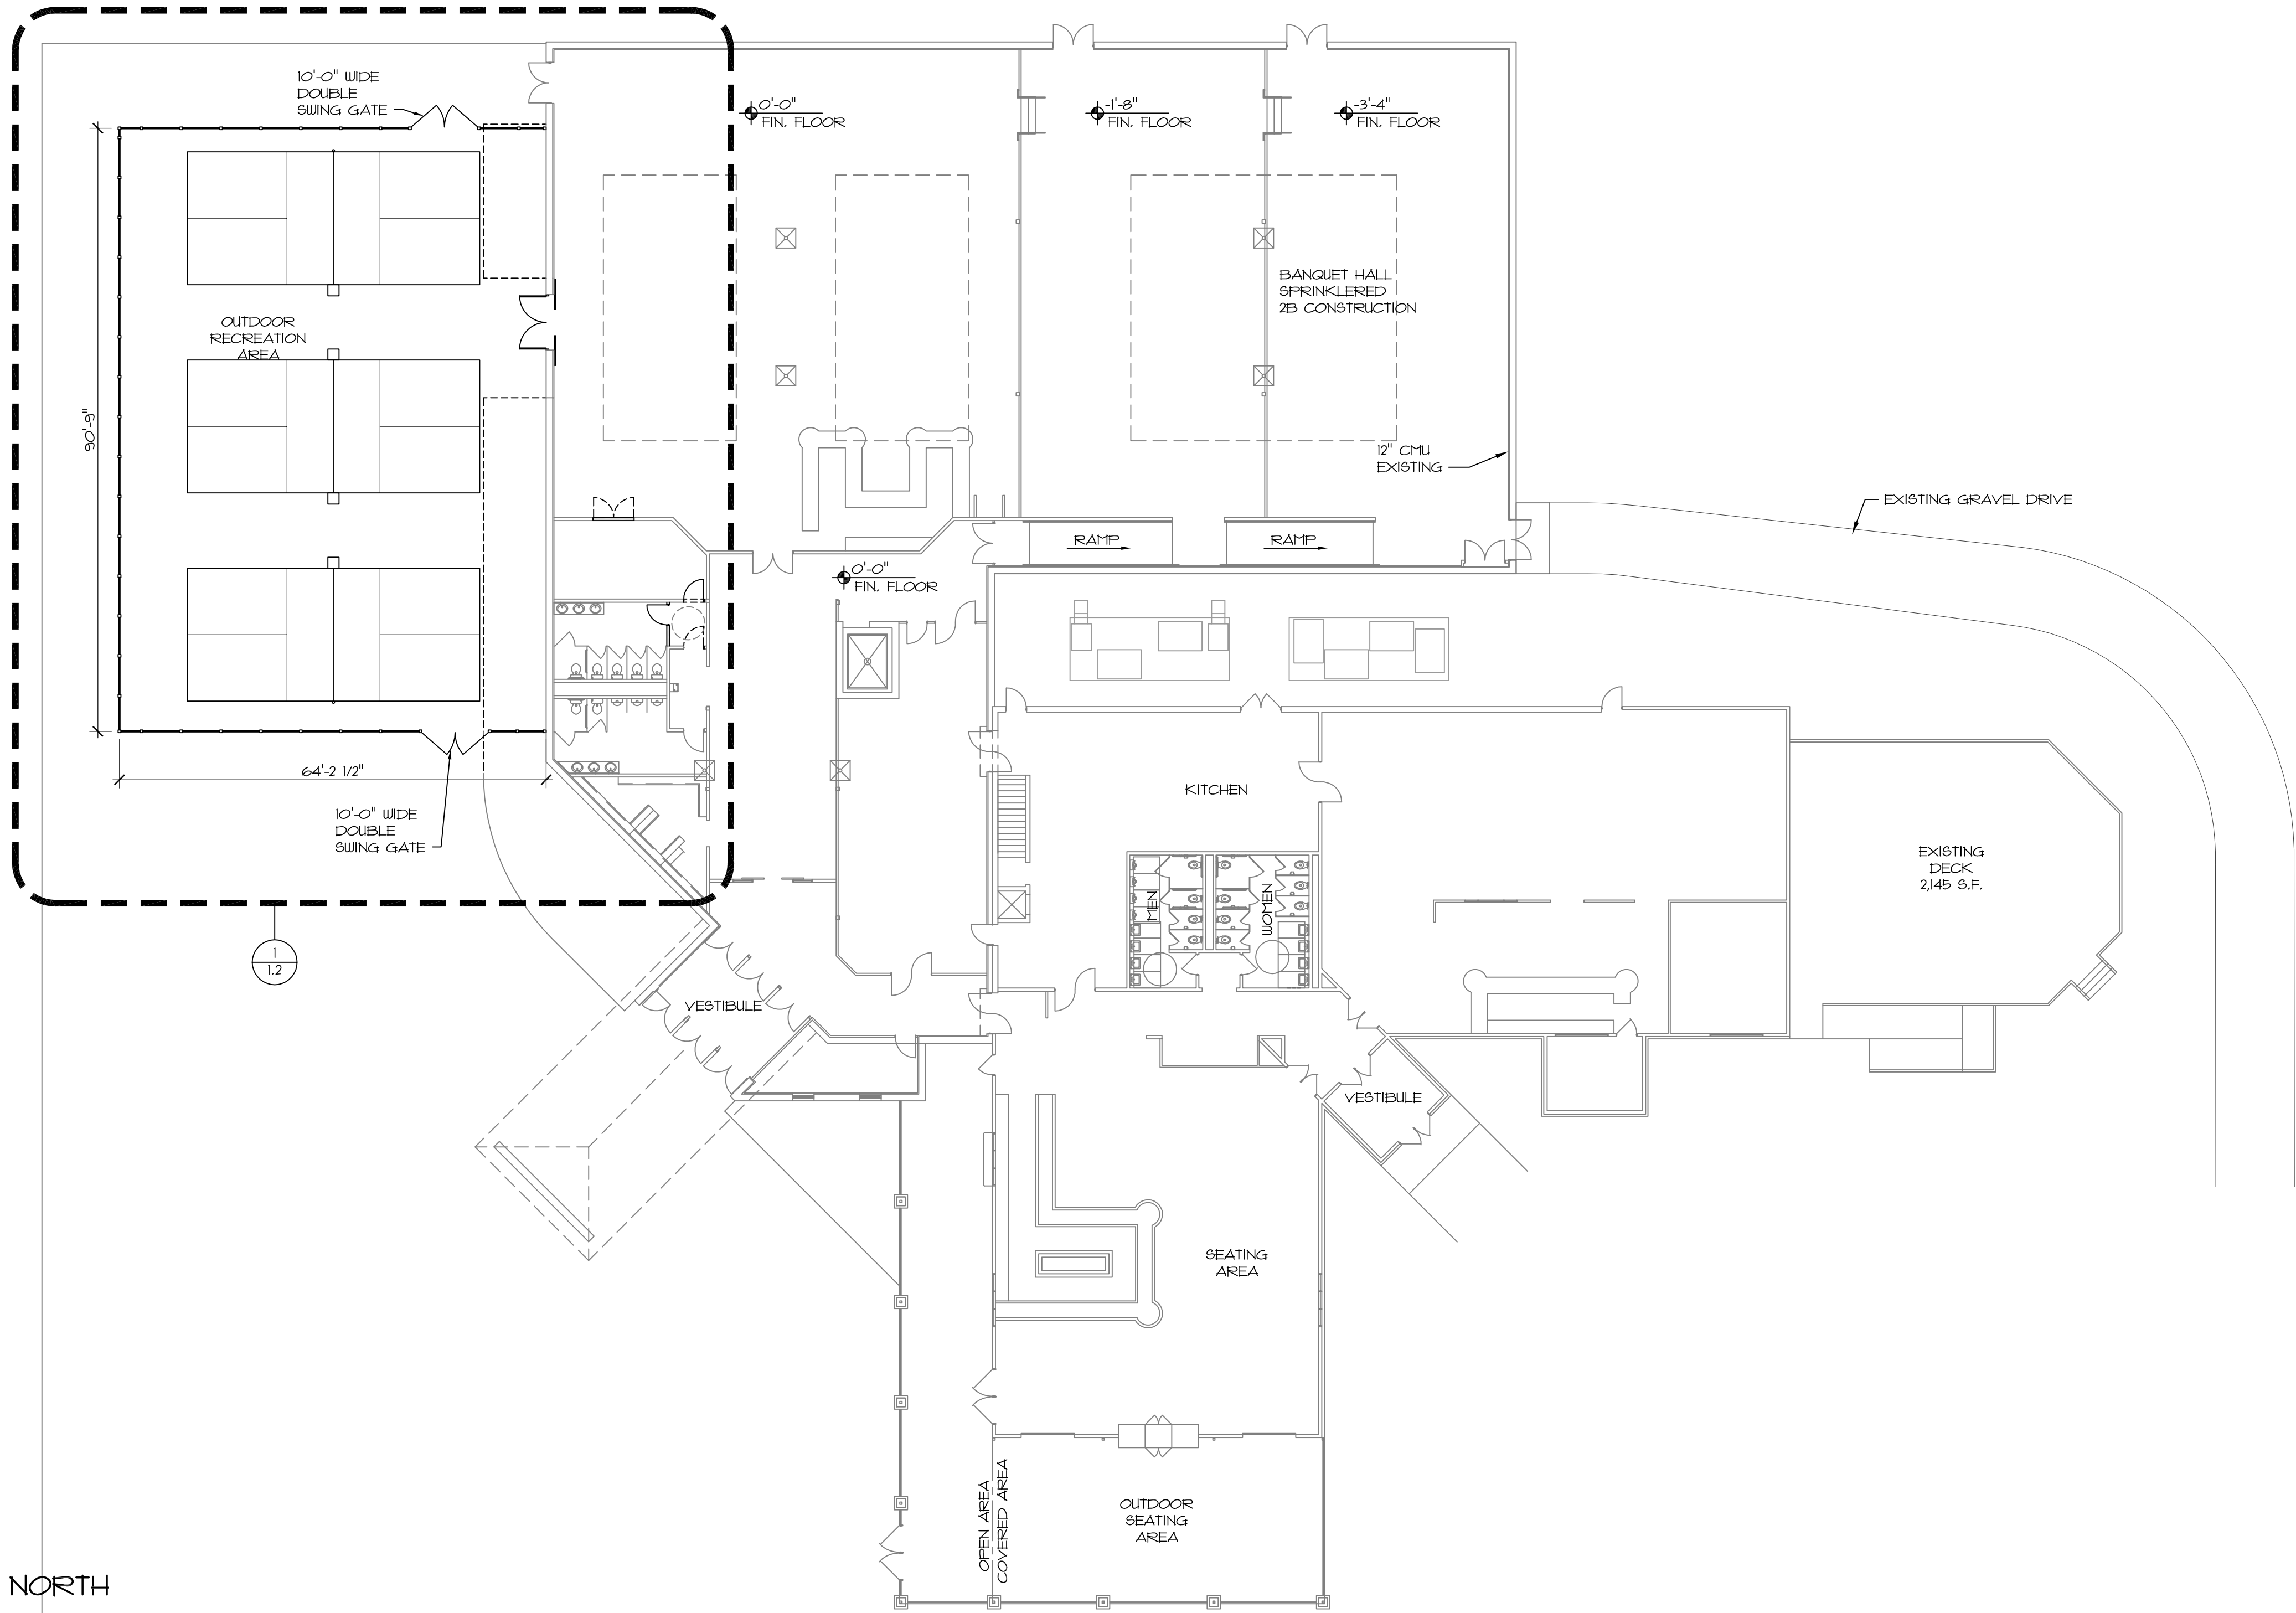 10'-0" WIDE
DOUBLE
SWING GATE
0'-0"
FIN. FLOOR
-1'-8"
FIN. FLOOR
-3'-4"
FIN. FLOOR
BANQUET HALL
SPRINKLERED
2B CONSTRUCTION
OUTDOOR
RECREATION
AREA
90'-9"
12" CMU
EXISTING
EXISTING GRAVEL DRIVE
RAMP
RAMP
0'-0"
FIN. FLOOR
64'-2 1/2"
10'-0" WIDE
DOUBLE
SWING GATE
KITCHEN
EXISTING
DECK
2,145 S.F.
MEN
WOMEN
1
1.2
VESTIBULE
VESTIBULE
SEATING
AREA
OPEN AREA
COVERED AREA
OUTDOOR
SEATING
AREA
NORTH